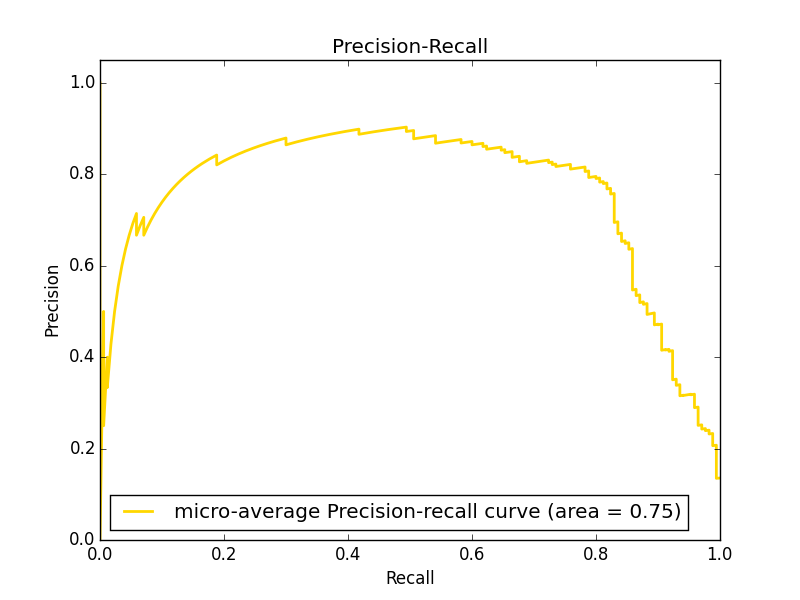 Precision-Recall
Precision
1.0
0.8
0.6
0.4
0.2
0.0
micro-average Precision-recall curve (area = 0.75)
0.0 0.2 0.4 0.6 0.8 1.0
Recall